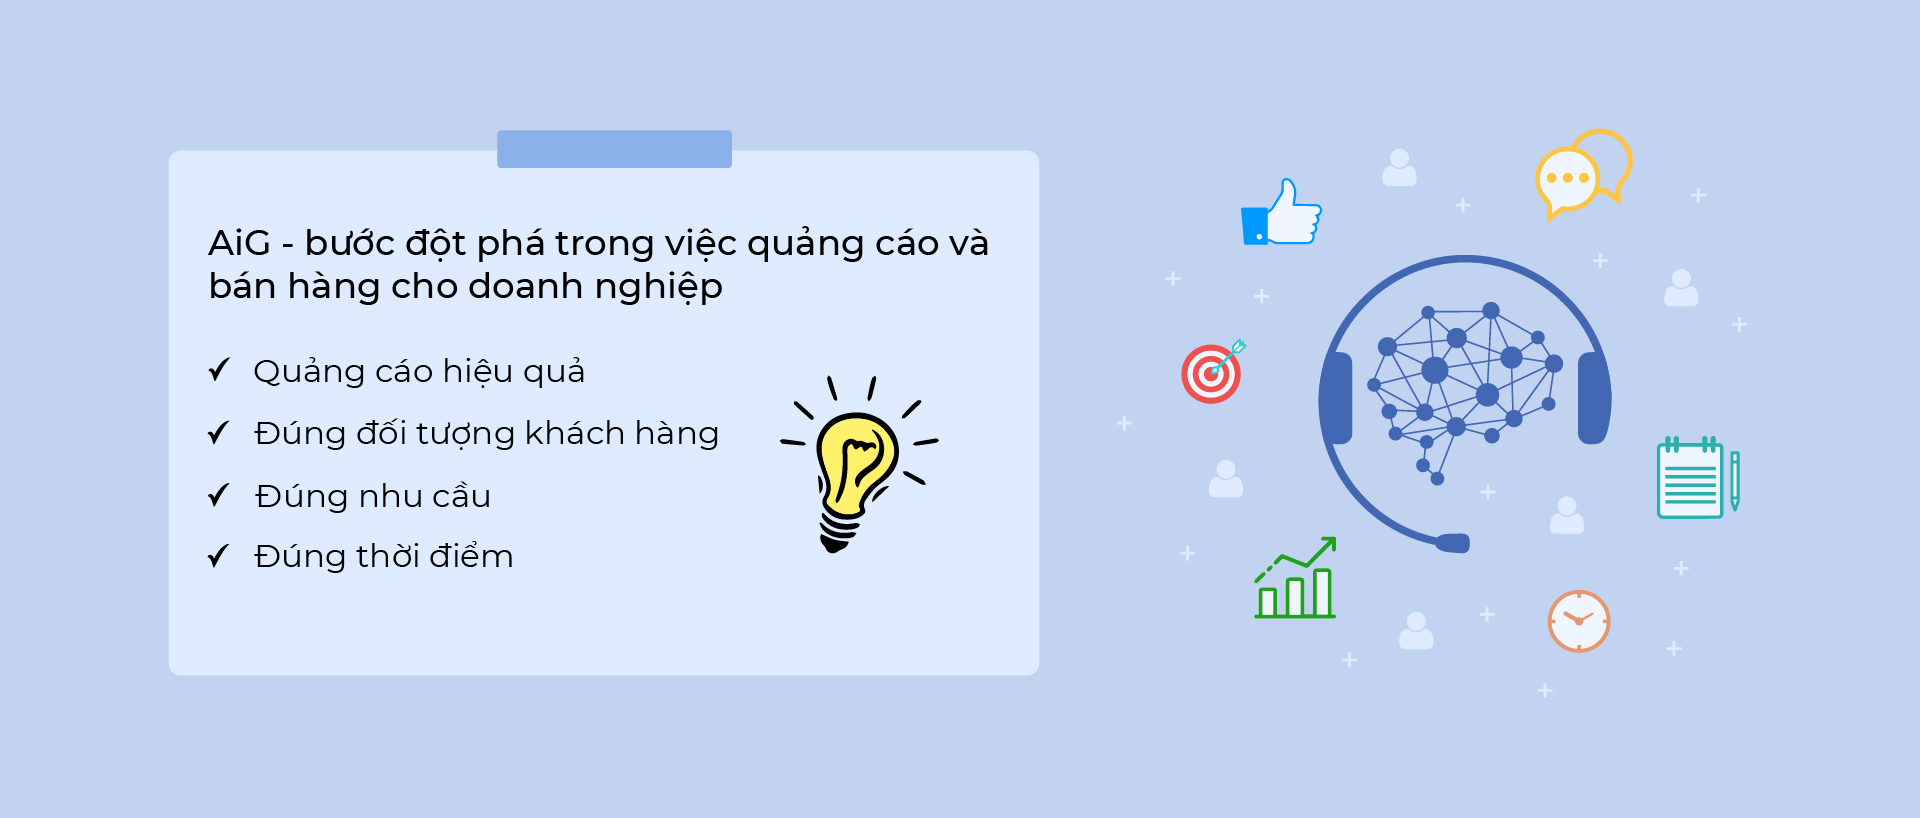 AiG - bước đột phá trong việc quảng cáo và
bán hàng cho doanh nghiệp
Quảng cáo hiệu quả
Đúng đối tượng khách hàng
Đúng nhu cầu
Đúng thời điểm